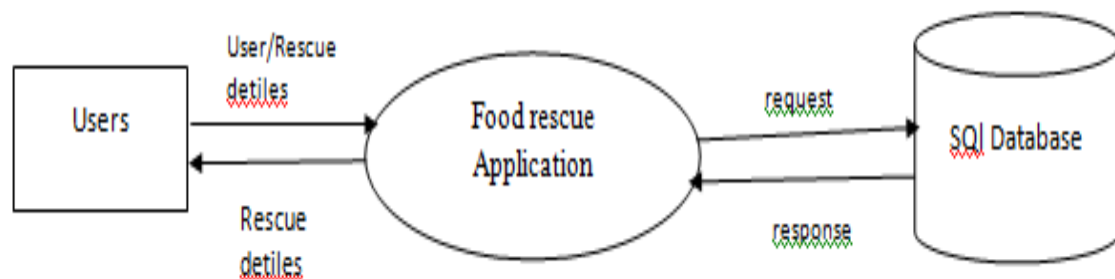 User/Rescue
detiles
Users
Food rescue
Application
request
SQl Database
Rescue
detiles
response